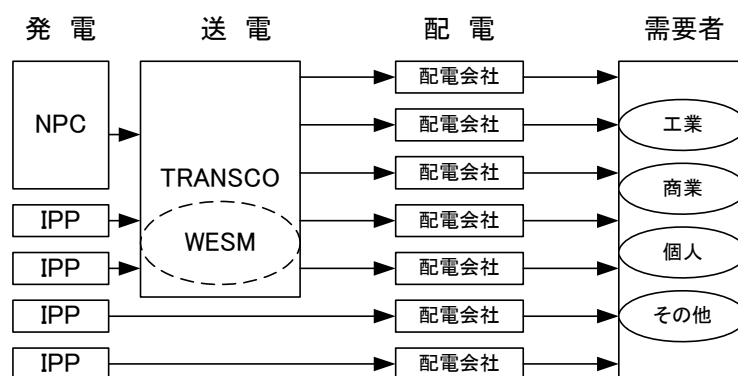 発 電 送 電 配 電 需要者
NPC
IPP
IPP
IPP
IPP
TRANSCO
WESM
配電会社
配電会社
配電会社
配電会社
配電会社
配電会社
配電会社
工業
商業
個人
その他